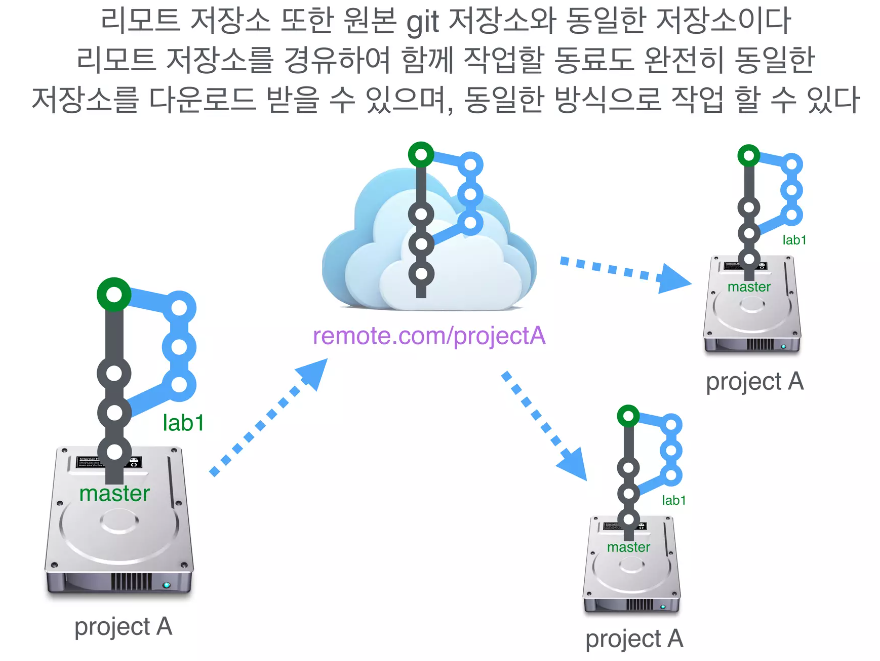 리모트 저장소 또한 원본 git 저장소와 동일한 저장소이다
리모트 저장소를 경유하여 함께 작업할 동료도 완전히 동일한
저장소를 다운로드 받을 수 있으며, 동일한 방식으로 작업 할 수 있다
remote.com/projectA
lab1
master
project A
lab1
master
project A
lab1
master
project A